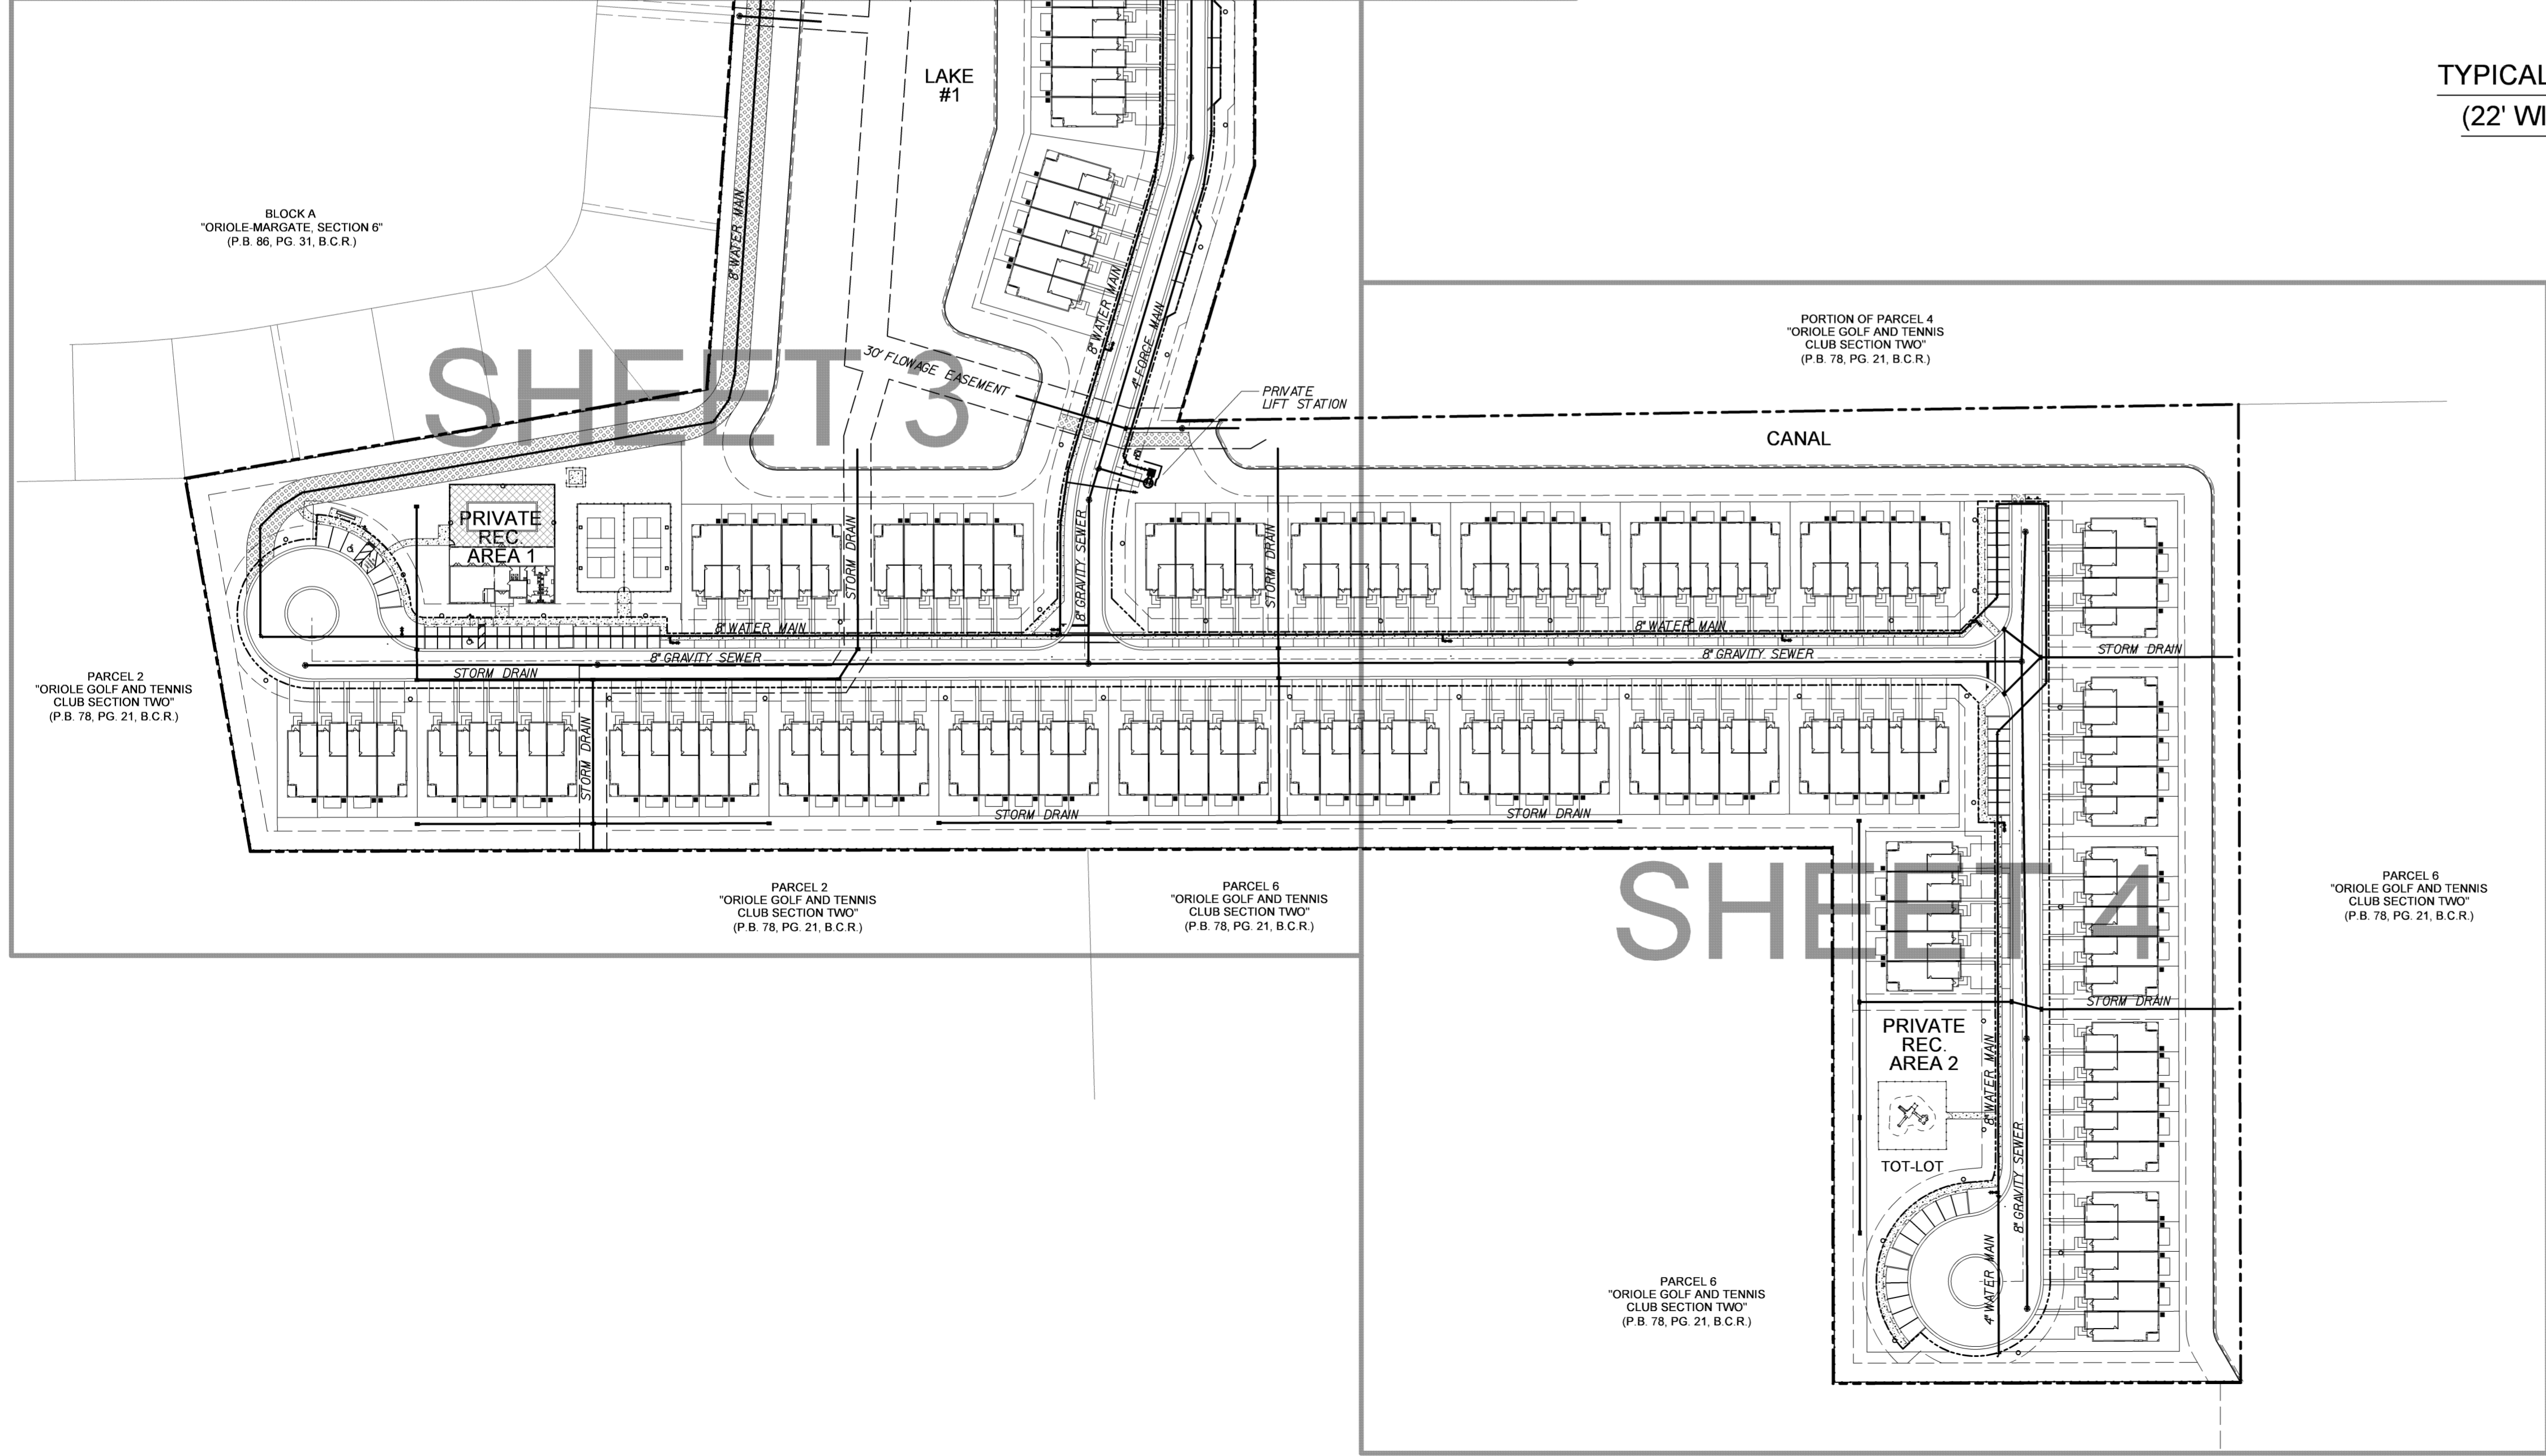 LAKE
#1
TYPICAL
(22' WI
BLOCK A
"ORIOLE-MARGATE, SECTION 6"
(P.B. 86, PG. 31, B.C.R.)
8" WATER MAIN
8" WATER MAIN
4" FORCE MAIN
30' FLOWAGE EASEMENT
SHEET 3
PRIVATE
LIFT STATION
PORTION OF PARCEL 4
"ORIOLE GOLF AND TENNIS
CLUB SECTION TWO"
(P.B. 78, PG. 21, B.C.R.)
CANAL
PRIVATE
REC.
AREA 1
STORM DRAIN
8" GRAVITY SEWER
STORM DRAIN
8" WATER MAIN
8" WATER MAIN
8" GRAVITY SEWER
8" GRAVITY SEWER
STORM DRAIN
STORM DRAIN
PARCEL 2
"ORIOLE GOLF AND TENNIS
CLUB SECTION TWO"
(P.B. 78, PG. 21, B.C.R.)
STORM DRAIN
STORM DRAIN
STORM DRAIN
PARCEL 2
"ORIOLE GOLF AND TENNIS
CLUB SECTION TWO"
(P.B. 78, PG. 21, B.C.R.)
PARCEL 6
"ORIOLE GOLF AND TENNIS
CLUB SECTION TWO"
(P.B. 78, PG. 21, B.C.R.)
SHEET 4
PARCEL 6
"ORIOLE GOLF AND TENNIS
CLUB SECTION TWO"
(P.B. 78, PG. 21, B.C.R.)
STORM DRAIN
PRIVATE
REC.
AREA 2
8" WATER MAIN
TOT-LOT
8" GRAVITY SEWER
4" WATER MAIN
PARCEL 6
"ORIOLE GOLF AND TENNIS
CLUB SECTION TWO"
(P.B. 78, PG. 21, B.C.R.)